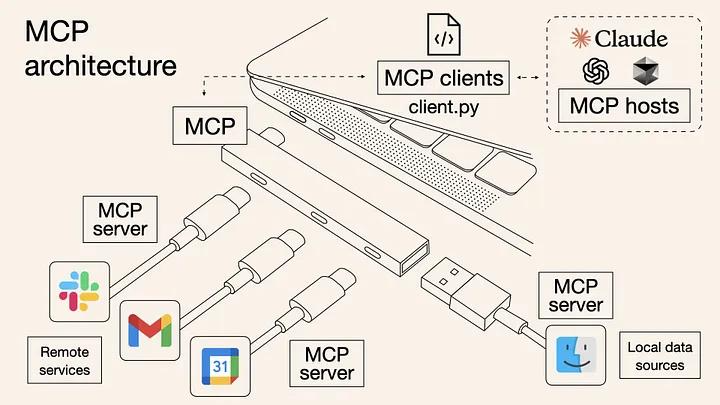 MCP
architecture
</>
MCP clients
client.py
Claude
MCP hosts
MCP
MCP
server
MCP
server
31
MCP
server
Remote
services
Local data
sources